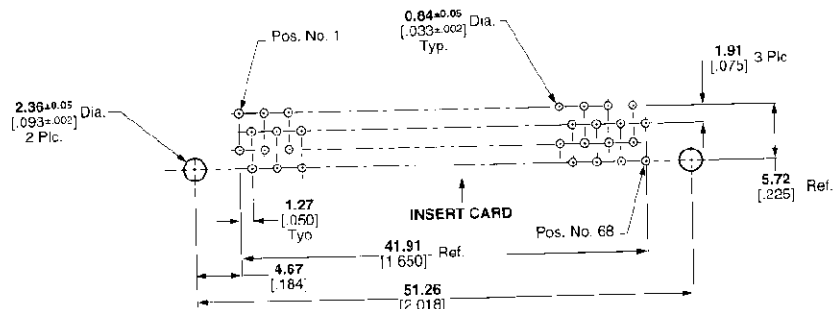 Pos. No. 1
0.84±0.05
[.033±.002] Dia.
Typ.
1.91
[.075] 3 Plc
2.36±0.05
[.093±.002] Dia.
2 Plc.
5.72
[.225] Ref.
1.27
[.050]
Typ
INSERT CARD
Pos. No. 68
41.91
[1.650] Ref.
4.67
[.184]
51.26
[2.018]